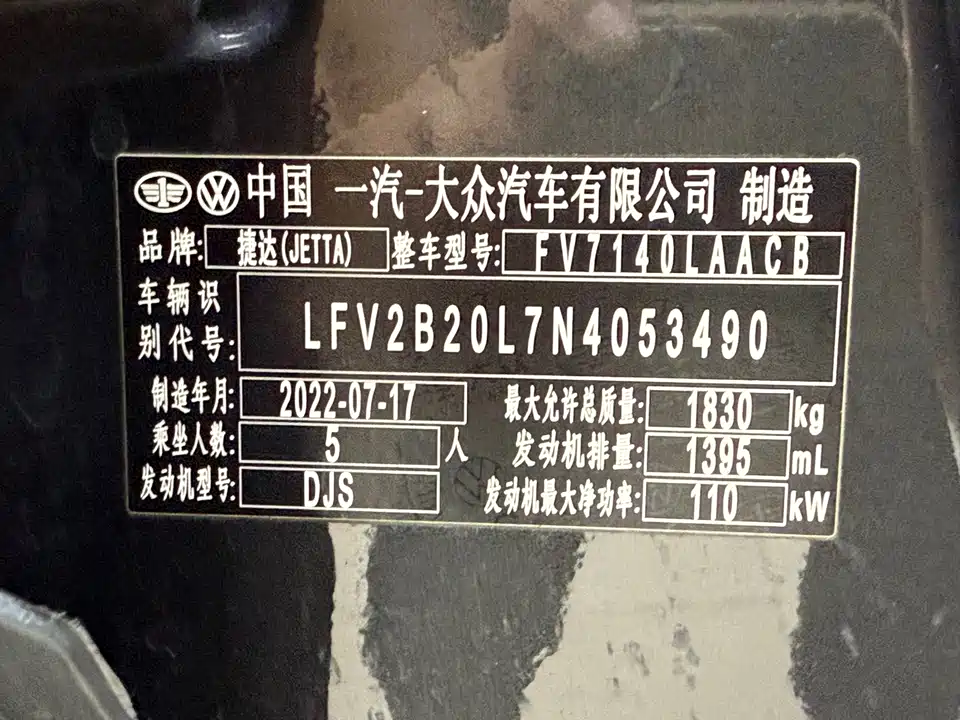 中国 一汽-大众汽车有限公司 制造
品牌: 捷达(JETTA) 整车型号: FV7140LAACB
车辆识别代号: LFV2B20L7N4053490
制造年月: 2022-07-17 最大允许总质量: 1830 kg
乘坐人数: 5 人 发动机排量: 1395 mL
发动机型号: DJS 发动机最大净功率: 110 kW